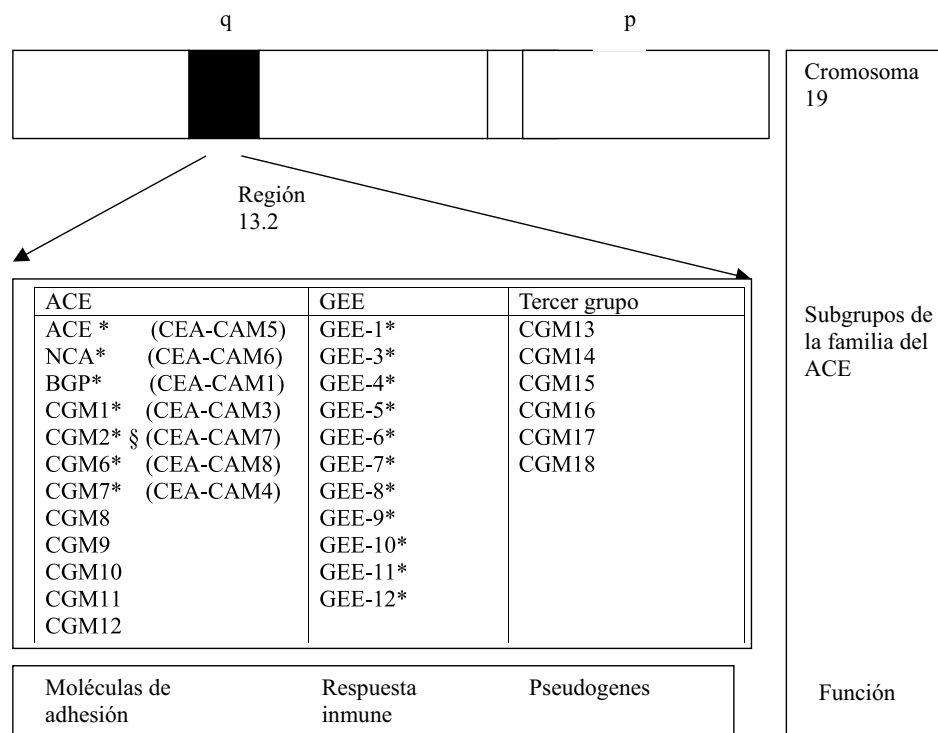 q p
Cromosoma
19
Región
13.2
ACE GEE Tercer grupo
ACE * (CEA-CAM5) GEE-1* CGM13
NCA* (CEA-CAM6) GEE-3* CGM14
BGP* (CEA-CAM1) GEE-4* CGM15
CGM1* (CEA-CAM3) GEE-5* CGM16
CGM2* § (CEA-CAM7) GEE-6* CGM17
CGM6* (CEA-CAM8) GEE-7* CGM18
CGM7* (CEA-CAM4) GEE-8*
CGM8 GEE-9*
CGM9 GEE-10*
CGM10 GEE-11*
CGM11 GEE-12*
CGM12
Subgrupos de
la familia del
ACE
Moléculas de
adhesión
Respuesta
inmune
Pseudogenes
Función